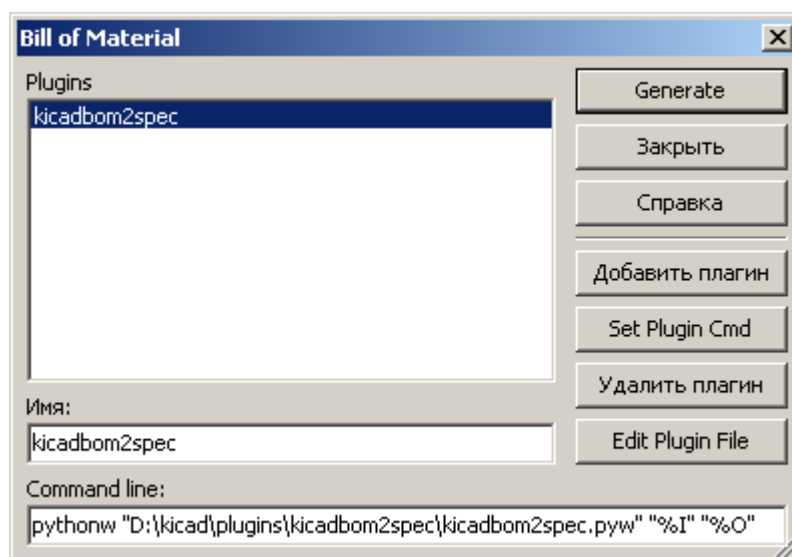 Bill of Material
Plugins
kicadbom2spec
Generate
Закрыть
Справка
Добавить плагин
Set Plugin Cmd
Удалить плагин
Edit Plugin File
Имя:
kicadbom2spec
Command line:
pythonw "D:\kicad\plugins\kicadbom2spec\kicadbom2spec.pyw" "%I" "%O"